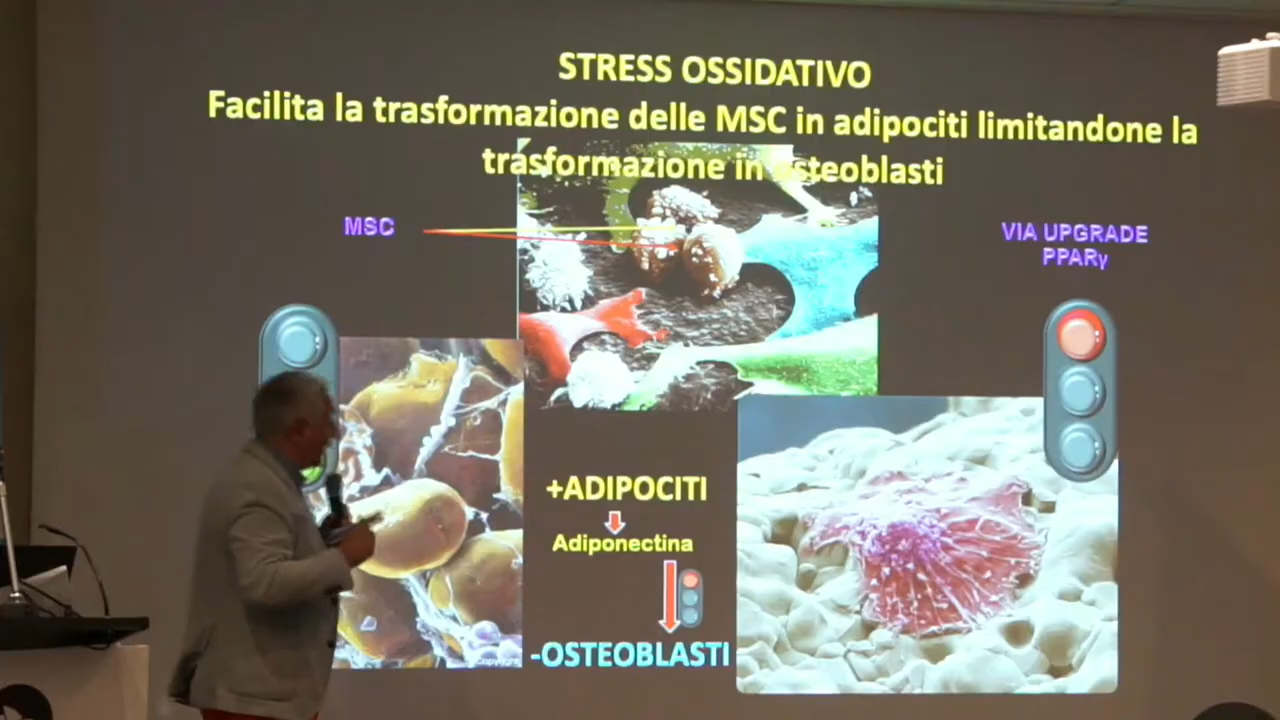 STRESS OSSIDATIVO
Facilita la trasformazione delle MSC in adipociti limitandone la
trasformazione in osteoblasti
MSC
VIA UPGRADE
PPARγ
+ADIPOCITI
Adiponectina
-OSTEOBLASTI
Copyright